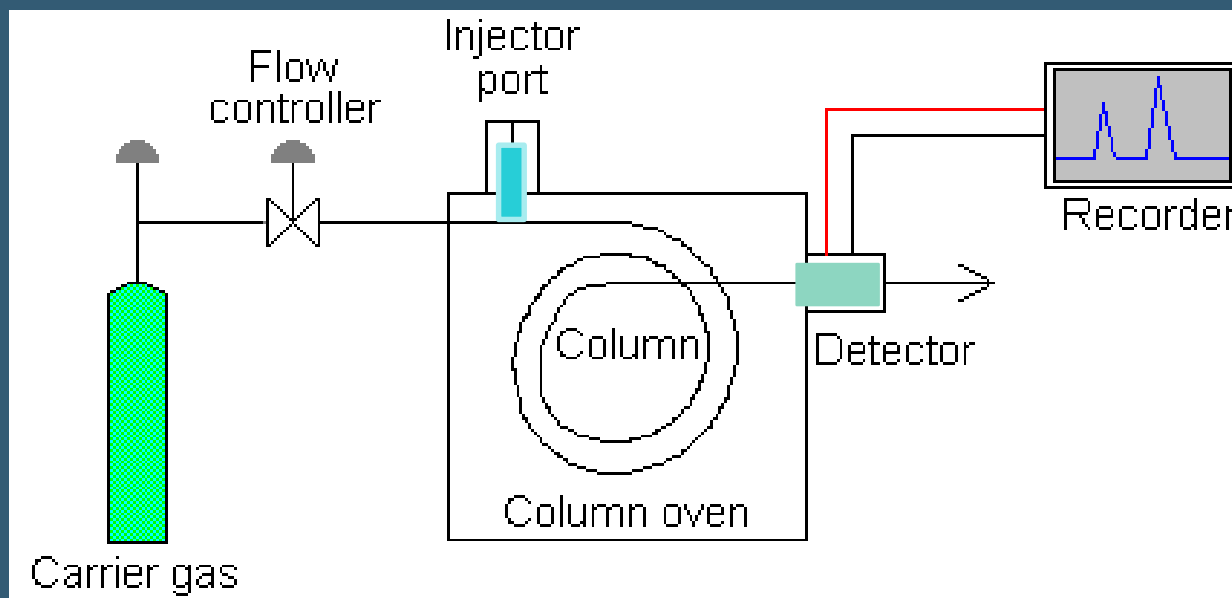 Injector
port
Flow
controller
Recorder
Column
Detector
Column oven
Carrier gas